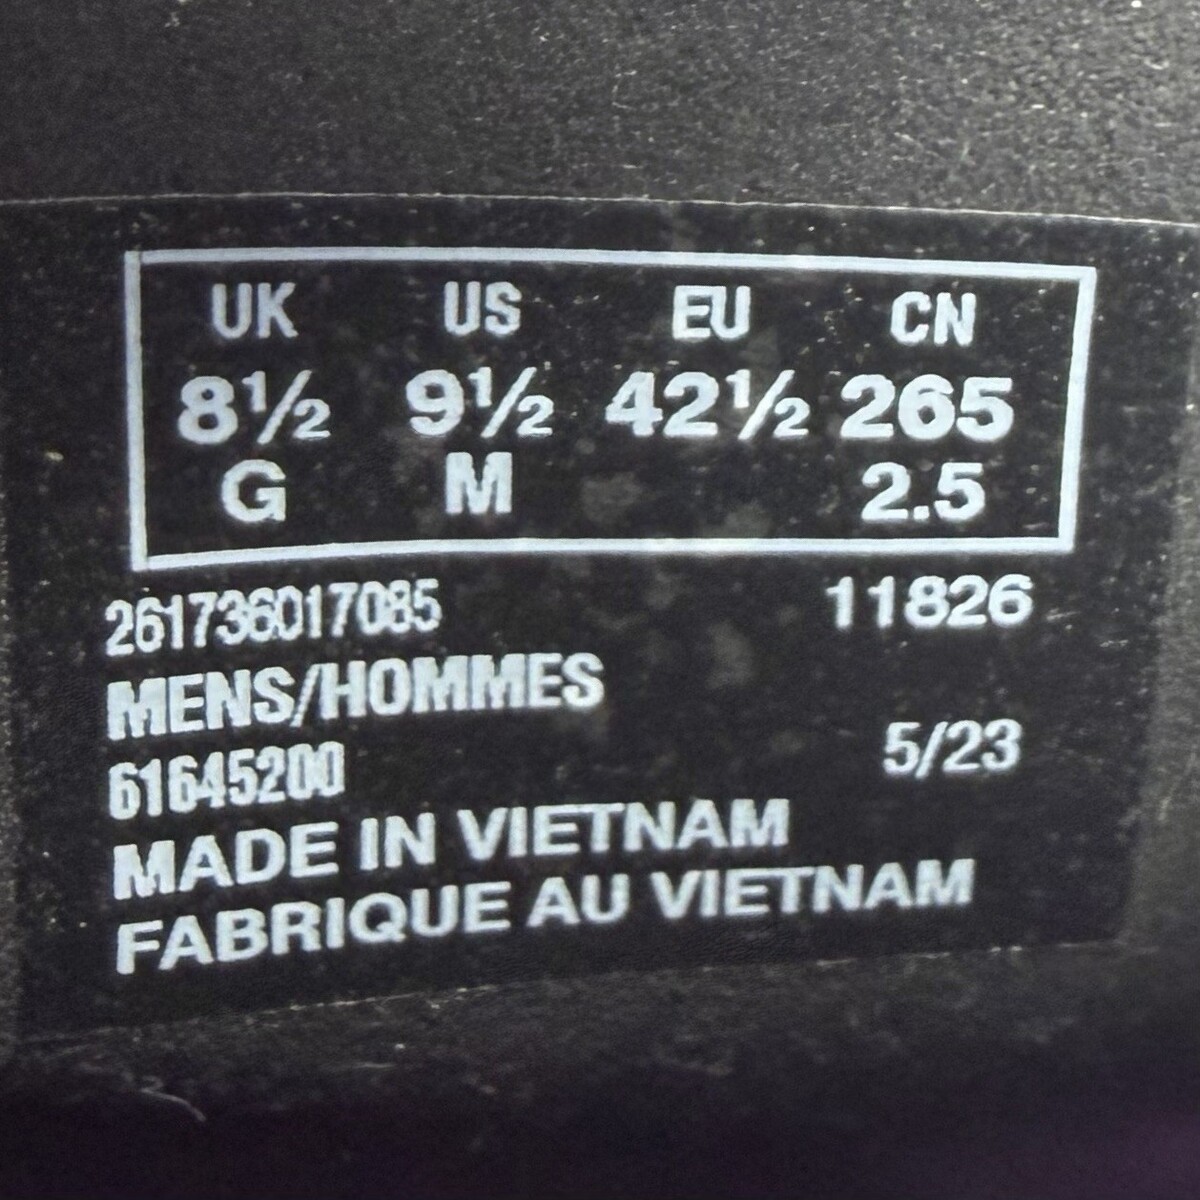 UK US EU CN
8½ 9½ 42½ 265
G M 2.5
261736017085 11826
MENS/HOMMES
61645200 5/23
MADE IN VIETNAM
FABRIQUE AU VIETNAM